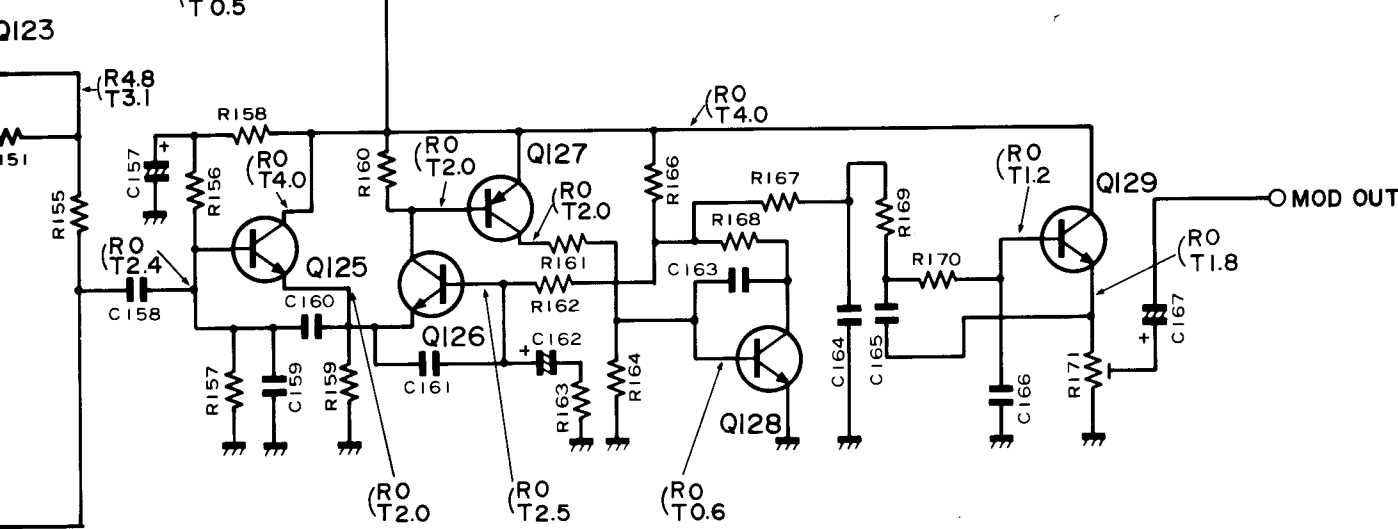 T 0.5
Q123
R4.8
T3.1
151
R155
C157
R156
R158
R0
T4.0
R0
T2.4
C158
Q125
C160
R157
C159
R159
R160
R0
T2.0
Q127
R0
T2.0
R161
R162
Q126
C161
C162
R163
R164
R0
T2.0
R0
T2.5
R0
T4.0
R166
R167
R168
C163
Q128
R0
T0.6
C164
R169
C165
R170
R0
T1.2
Q129
R0
T1.8
C166
R171
C167
MOD OUT